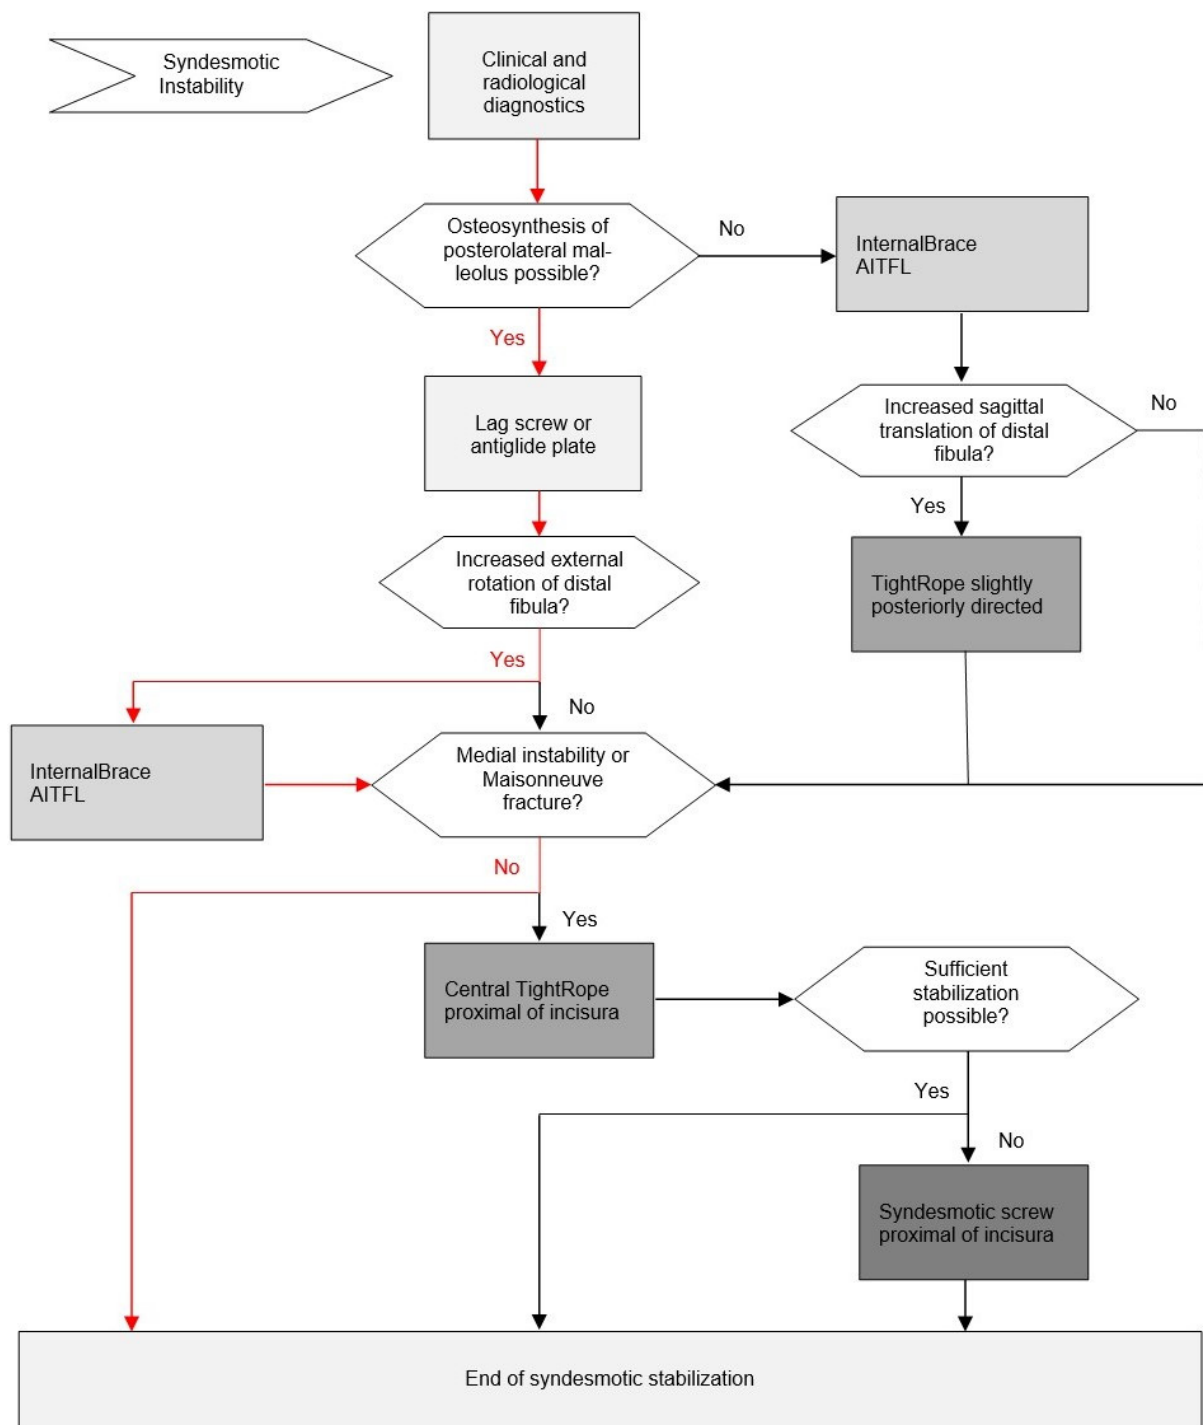 Syndesmotic
Instability
Clinical and
radiological
diagnostics
Osteosynthesis of
posterolateral mal-
leolus possible?
No
InternalBrace
AITFL
Yes
Lag screw or
antiglide plate
Increased sagittal
translation of distal
fibula?
No
Yes
Increased external
rotation of distal
fibula?
TightRope slightly
posteriorly directed
Yes
No
InternalBrace
AITFL
Medial instability or
Maisonneuve
fracture?
No
Yes
Central TightRope
proximal of incisura
Sufficient
stabilization
possible?
Yes
No
Syndesmotic screw
proximal of incisura
End of syndesmotic stabilization